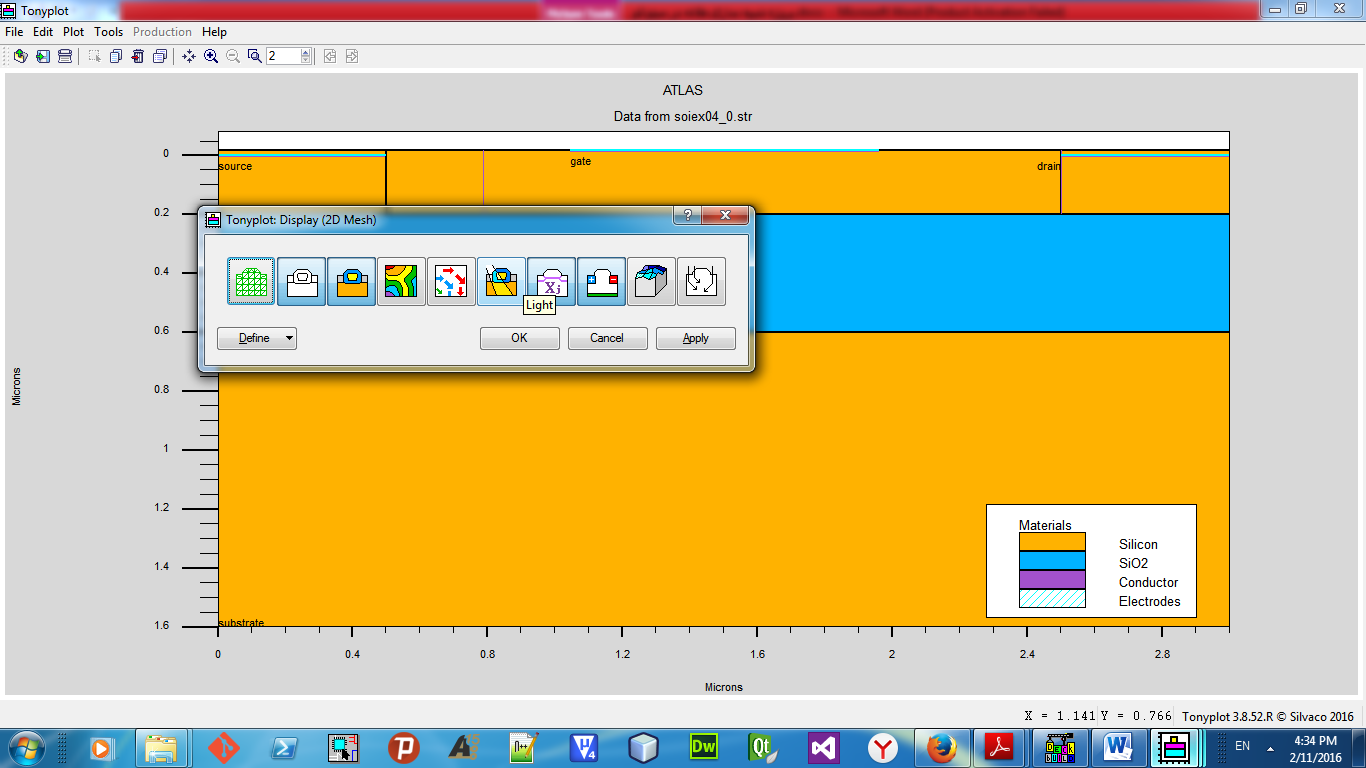 Tonyplot
File Edit Plot Tools Production Help
2
ATLAS
Data from soiex04_0.str
0
0.2
0.4
0.6
0.8
1
1.2
1.4
1.6
Microns
source
gate
drain
substrate
Tonyplot: Display (2D Mesh)
?
Xj
Light
Define
OK
Cancel
Apply
Materials
Silicon
SiO2
Conductor
Electrodes
0 0.4 0.8 1.2 1.6 2 2.4 2.8
Microns
X = 1.141 Y = 0.766 Tonyplot 3.8.52.R © Silvaco 2016
Dw
Qt
EN
4:34 PM
2/11/2016